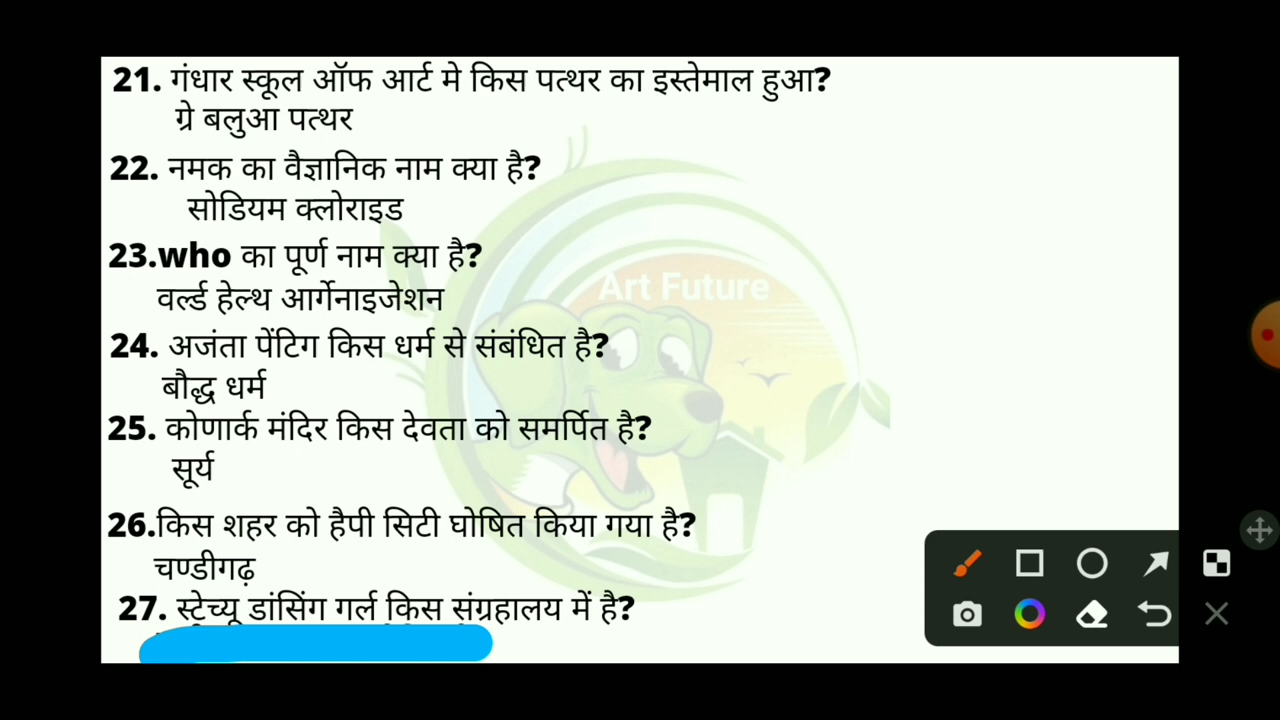 21. गंधार स्कूल ऑफ आर्ट मे किस पत्थर का इस्तेमाल हुआ?
ग्रे बलुआ पत्थर
22. नमक का वैज्ञानिक नाम क्या है?
सोडियम क्लोराइड
23.who का पूर्ण नाम क्या है?
वर्ल्ड हेल्थ आर्गेनाइजेशन
Art Future
24. अजंता पेंटिग किस धर्म से संबंधित है?
बौद्ध धर्म
25. कोणार्क मंदिर किस देवता को समर्पित है?
सूर्य
26.किस शहर को हैपी सिटी घोषित किया गया है?
चण्डीगढ़
27. स्टेच्यू डांसिंग गर्ल किस संग्रहालय में है?